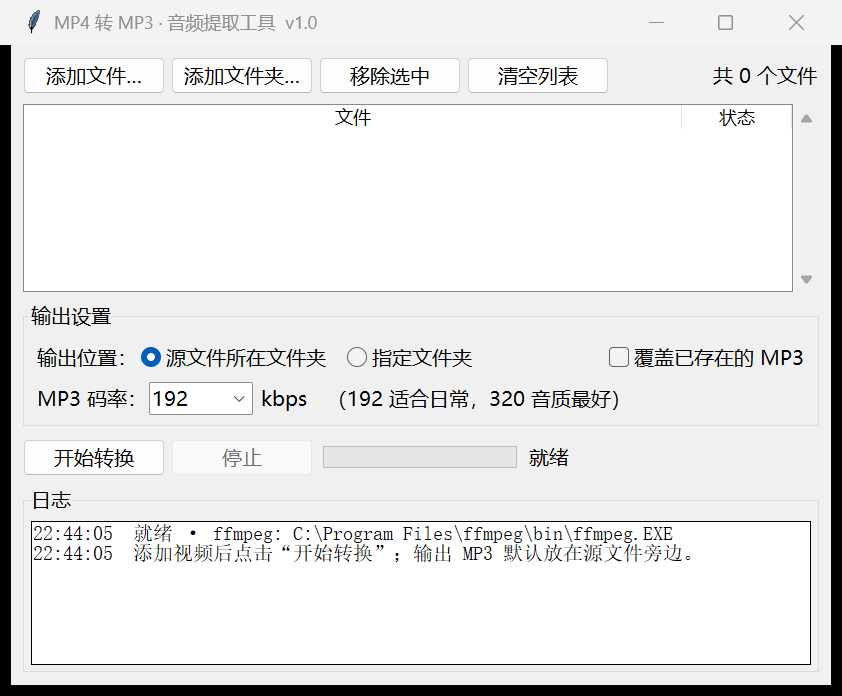 MP4 转 MP3 · 音频提取工具 v1.0
添加文件... 添加文件夹... 移除选中 清空列表 共 0 个文件
文件 状态
输出设置
输出位置： 源文件所在文件夹 指定文件夹 覆盖已存在的 MP3
MP3 码率： 192 kbps （192 适合日常，320 音质最好）
开始转换 停止 就绪
日志
22:44:05 就绪 · ffmpeg: C:\Program Files\ffmpeg\bin\ffmpeg.EXE
22:44:05 添加视频后点击“开始转换”；输出 MP3 默认放在源文件旁边。